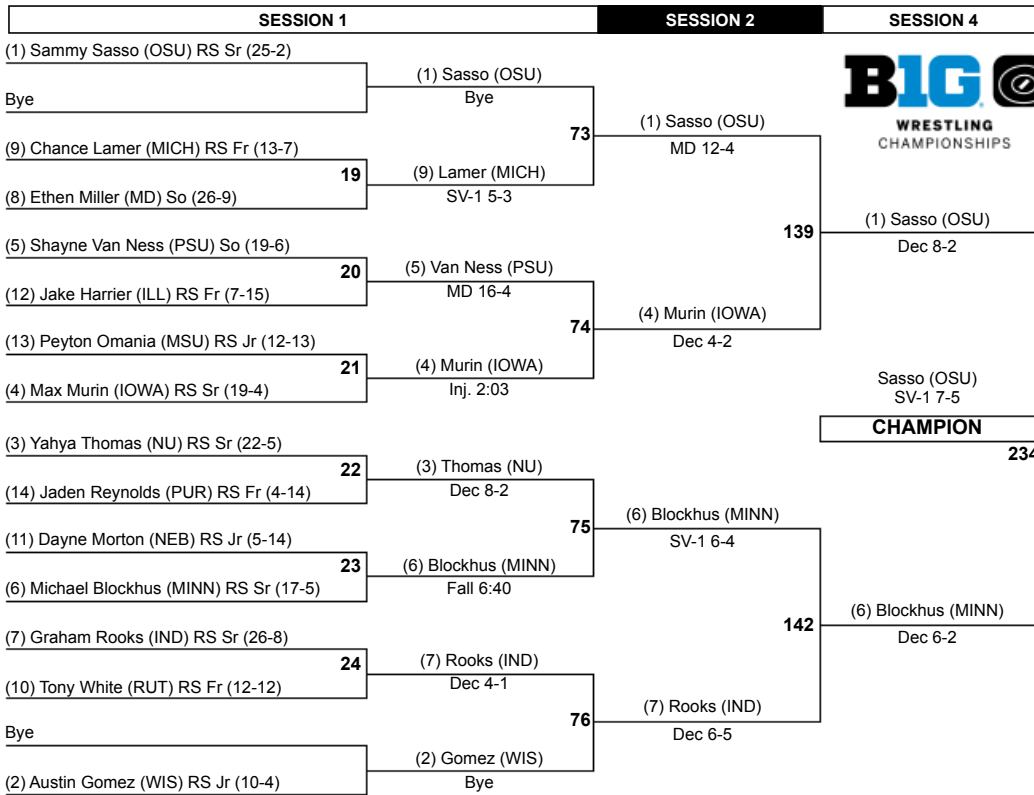 SESSION 1
SESSION 2
SESSION 4
(1) Sammy Sasso (OSU) RS Sr (25-2)
Bye
(9) Chance Lamer (MICH) RS Fr (13-7)
19
(8) Ethen Miller (MD) So (26-9)
(5) Shayne Van Ness (PSU) So (19-6)
20
(12) Jake Harrier (ILL) RS Fr (7-15)
(13) Peyton Omania (MSU) RS Jr (12-13)
21
(4) Max Murin (IOWA) RS Sr (19-4)
(3) Yahya Thomas (NU) RS Sr (22-5)
22
(14) Jaden Reynolds (PUR) RS Fr (4-14)
(11) Dayne Morton (NEB) RS Jr (5-14)
23
(6) Michael Blockhus (MINN) RS Sr (17-5)
(7) Graham Rooks (IND) RS Sr (26-8)
24
(10) Tony White (RUT) RS Fr (12-12)
Bye
(2) Austin Gomez (WIS) RS Jr (10-4)
(1) Sasso (OSU)
Bye
73
(9) Lamer (MICH)
SV-1 5-3
(5) Van Ness (PSU)
MD 16-4
74
(4) Murin (IOWA)
Inj. 2:03
(3) Thomas (NU)
Dec 8-2
75
(6) Blockhus (MINN)
Fall 6:40
(7) Rooks (IND)
Dec 4-1
76
(2) Gomez (WIS)
Bye
(1) Sasso (OSU)
MD 12-4
139
(4) Murin (IOWA)
Dec 4-2
(6) Blockhus (MINN)
SV-1 6-4
142
(7) Rooks (IND)
Dec 6-5
B1G
WRESTLING
CHAMPIONSHIPS
(1) Sasso (OSU)
Dec 8-2
Sasso (OSU)
SV-1 7-5
CHAMPION
234
(6) Blockhus (MINN)
Dec 6-2